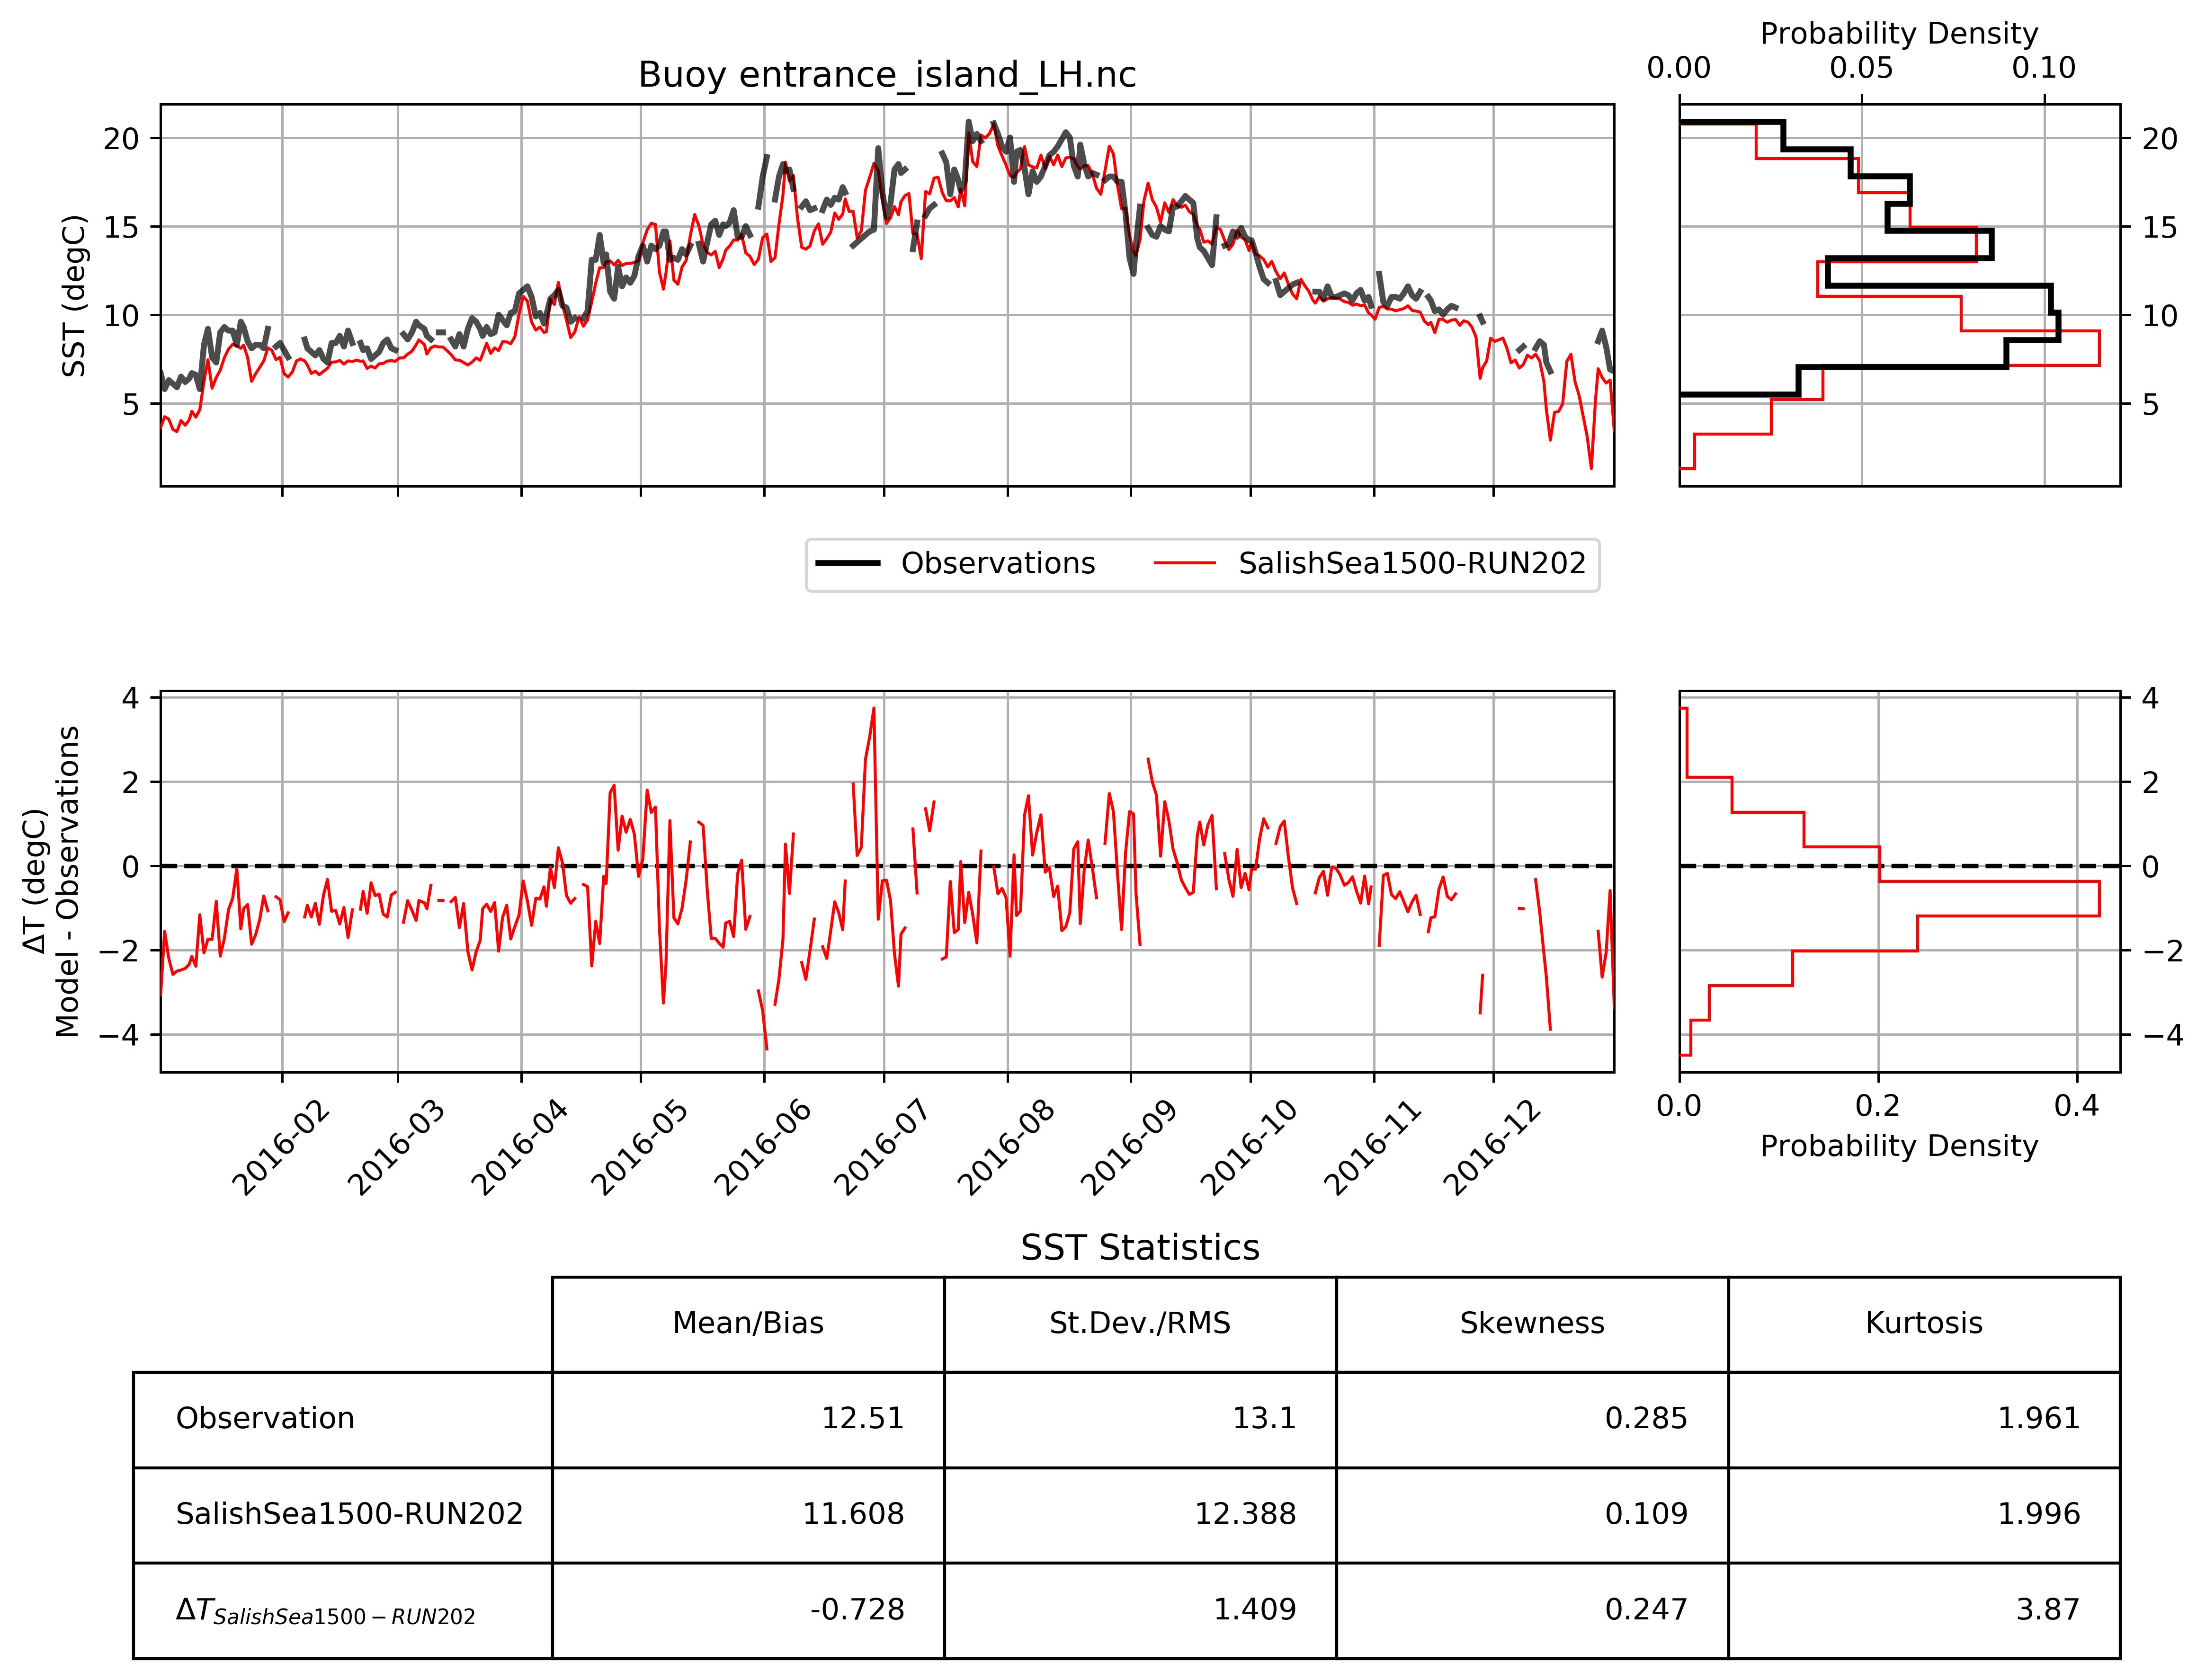 Probability Density
0.00 0.05 0.10
Buoy entrance_island_LH.nc
20
15
10
5
SST (degC)
20
15
10
5
Observations
SalishSea1500-RUN202
4
2
0
−2
−4
ΔT (degC)
Model - Observations
4
2
0
−2
−4
2016-02
2016-03
2016-04
2016-05
2016-06
2016-07
2016-08
2016-09
2016-10
2016-11
2016-12
0.0 0.2 0.4
Probability Density
SST Statistics
Mean/Bias St.Dev./RMS Skewness Kurtosis
Observation 12.51 13.1 0.285 1.961
SalishSea1500-RUN202 11.608 12.388 0.109 1.996
ΔT SalishSea1500−RUN202 -0.728 1.409 0.247 3.87